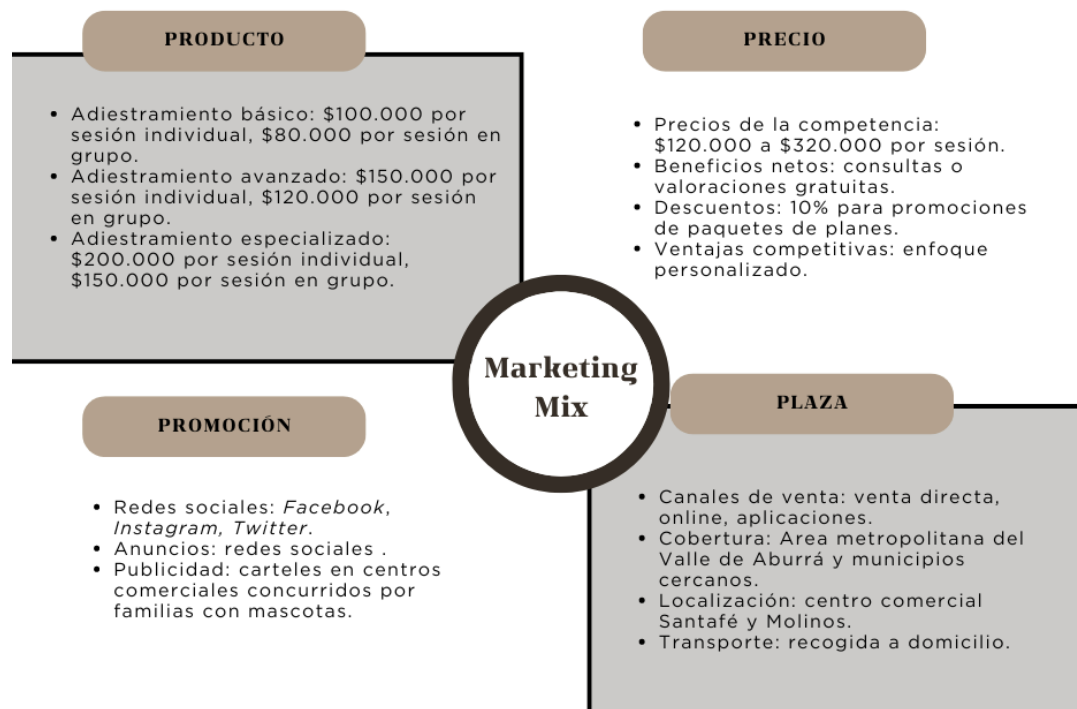 PRODUCTO
• Adiestramiento básico: $100.000 por
sesión individual, $80.000 por sesión en
grupo.
• Adiestramiento avanzado: $150.000 por
sesión individual, $120.000 por sesión
en grupo.
• Adiestramiento especializado:
$200.000 por sesión individual,
$150.000 por sesión en grupo.
PRECIO
• Precios de la competencia:
$120.000 a $320.000 por sesión.
• Beneficios netos: consultas o
valoraciones gratuitas.
• Descuentos: 10% para promociones
de paquetes de planes.
• Ventajas competitivas: enfoque
personalizado.
Marketing
Mix
PROMOCIÓN
• Redes sociales: Facebook,
Instagram, Twitter.
• Anuncios: redes sociales .
• Publicidad: carteles en centros
comerciales concurridos por
familias con mascotas.
PLAZA
• Canales de venta: venta directa,
online, aplicaciones.
• Cobertura: Area metropolitana del
Valle de Aburrá y municipios
cercanos.
• Localización: centro comercial
Santafé y Molinos.
• Transporte: recogida a domicilio.